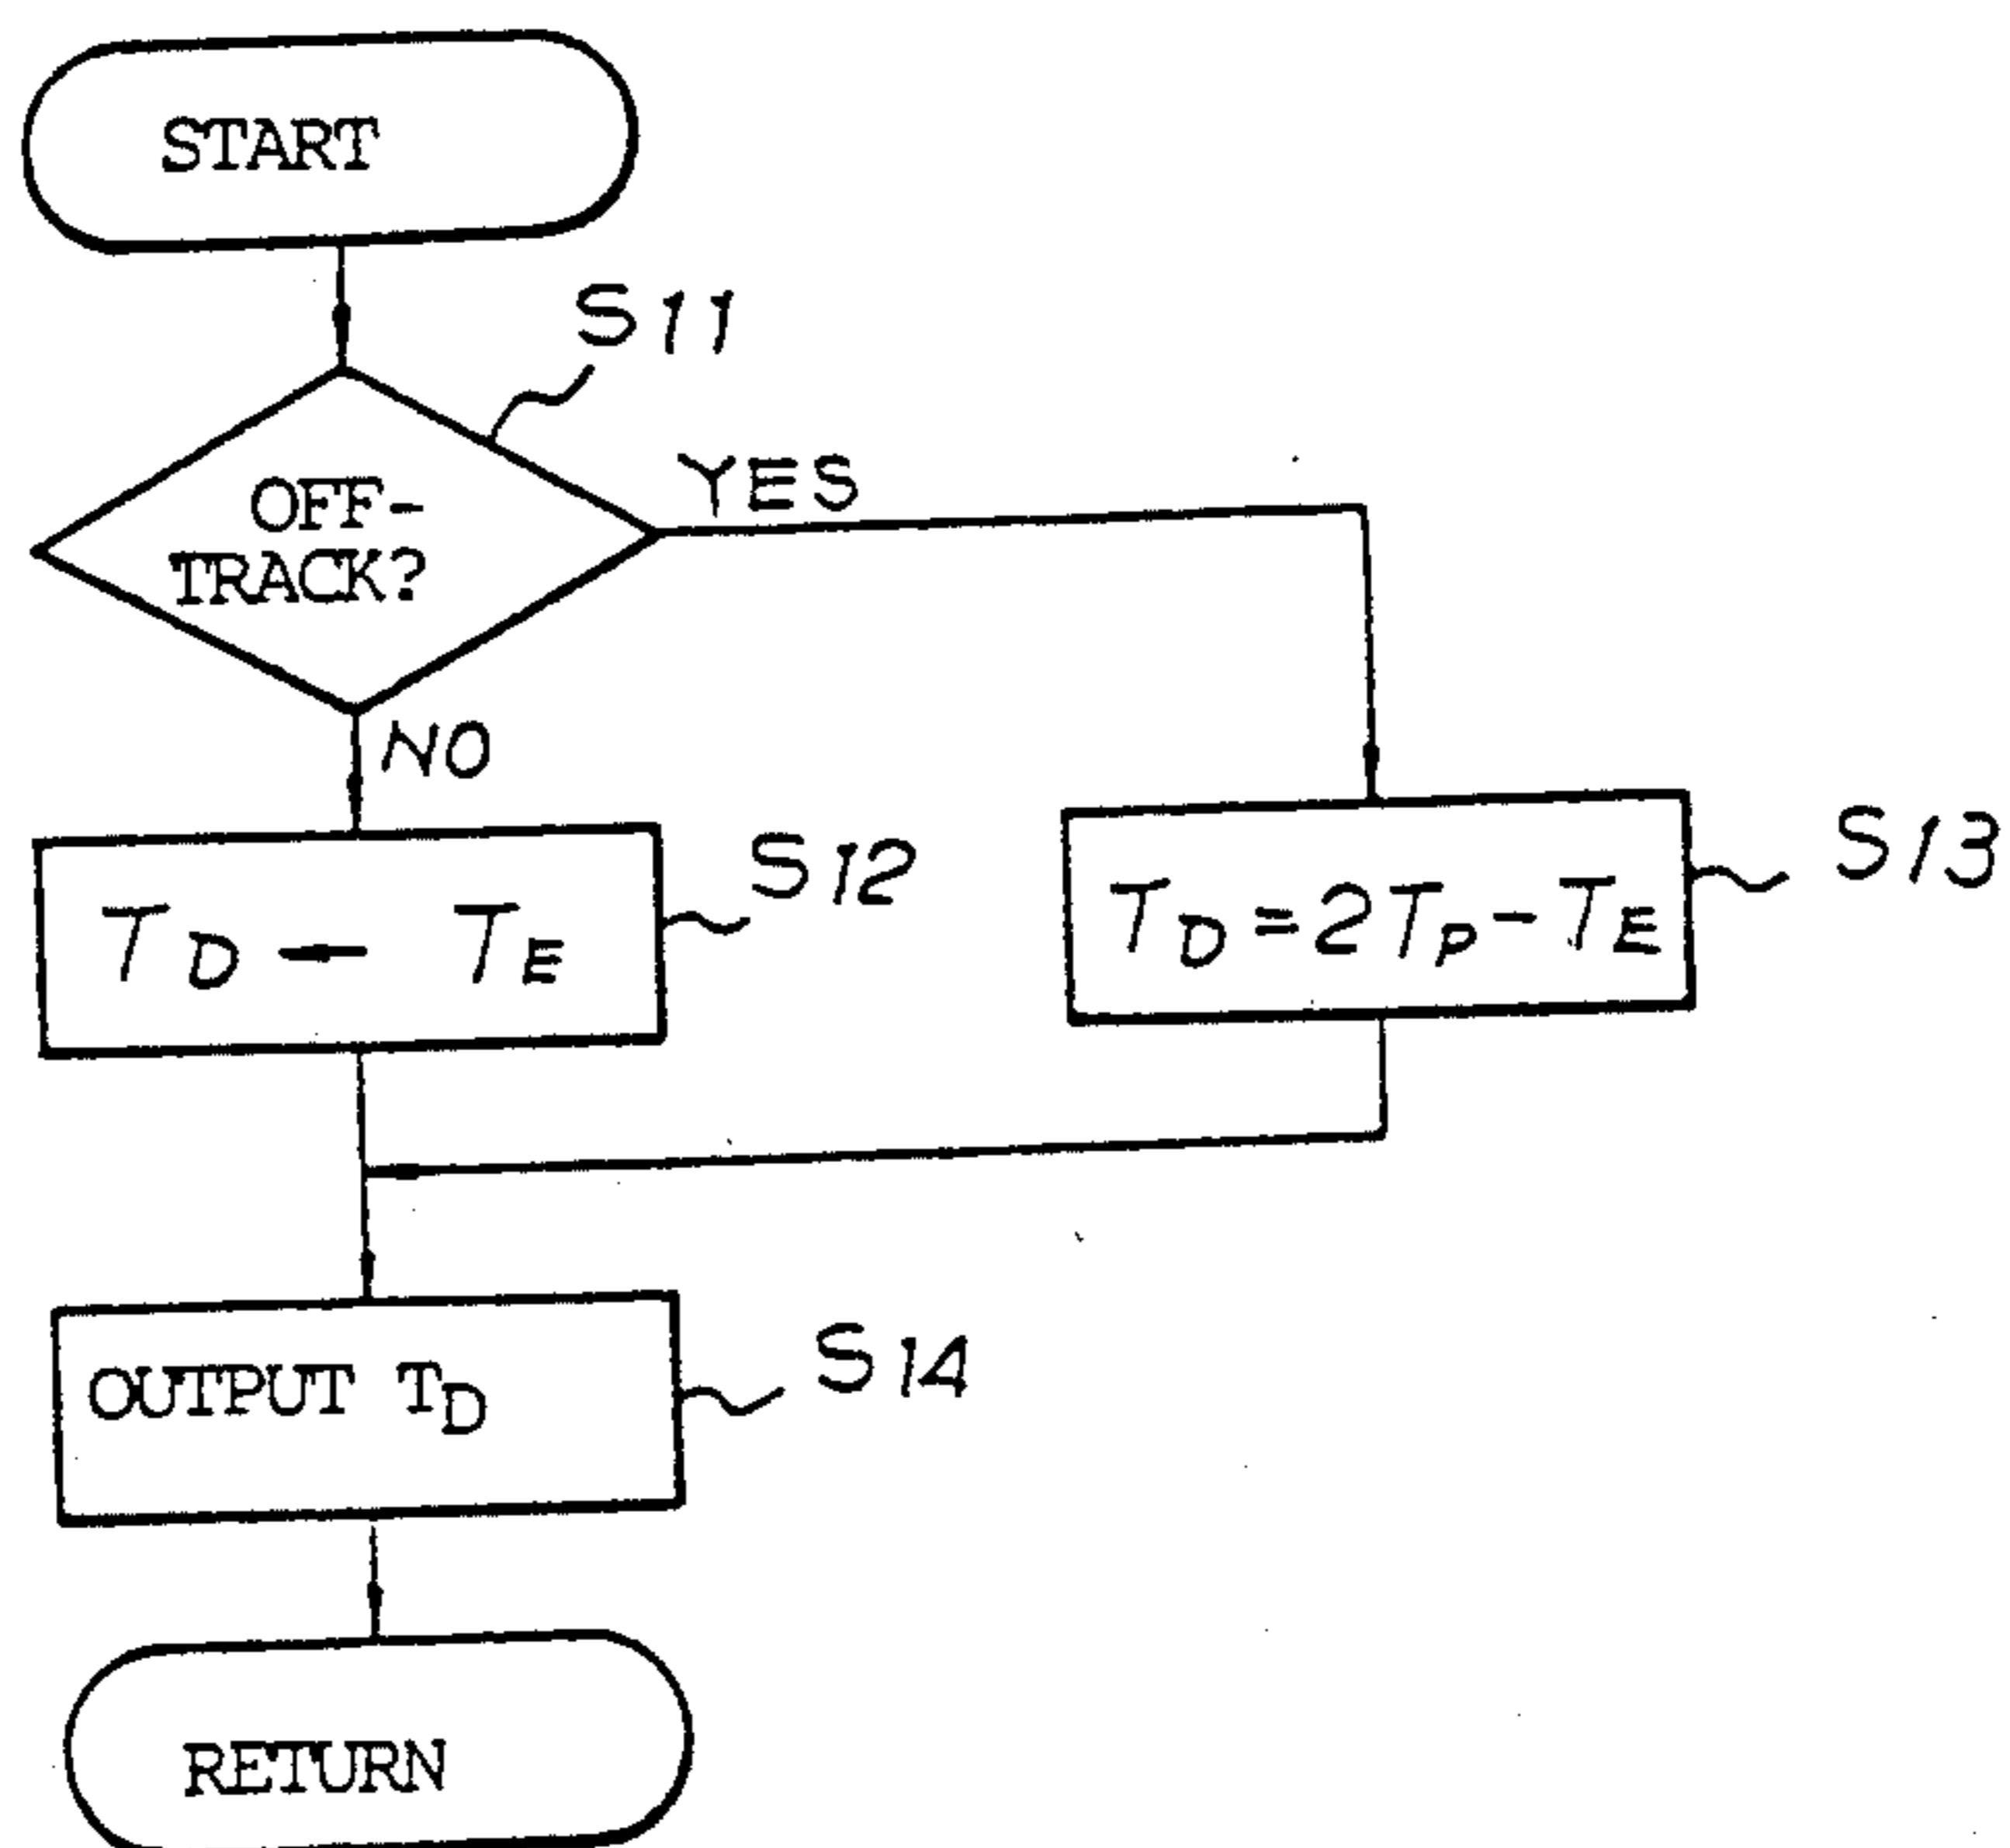 START
S11
OFF-
TRACK?
YES
NO
T_D ← T_E
S12
T_D = 2T_P - T_E
S13
OUTPUT T_D
S14
RETURN